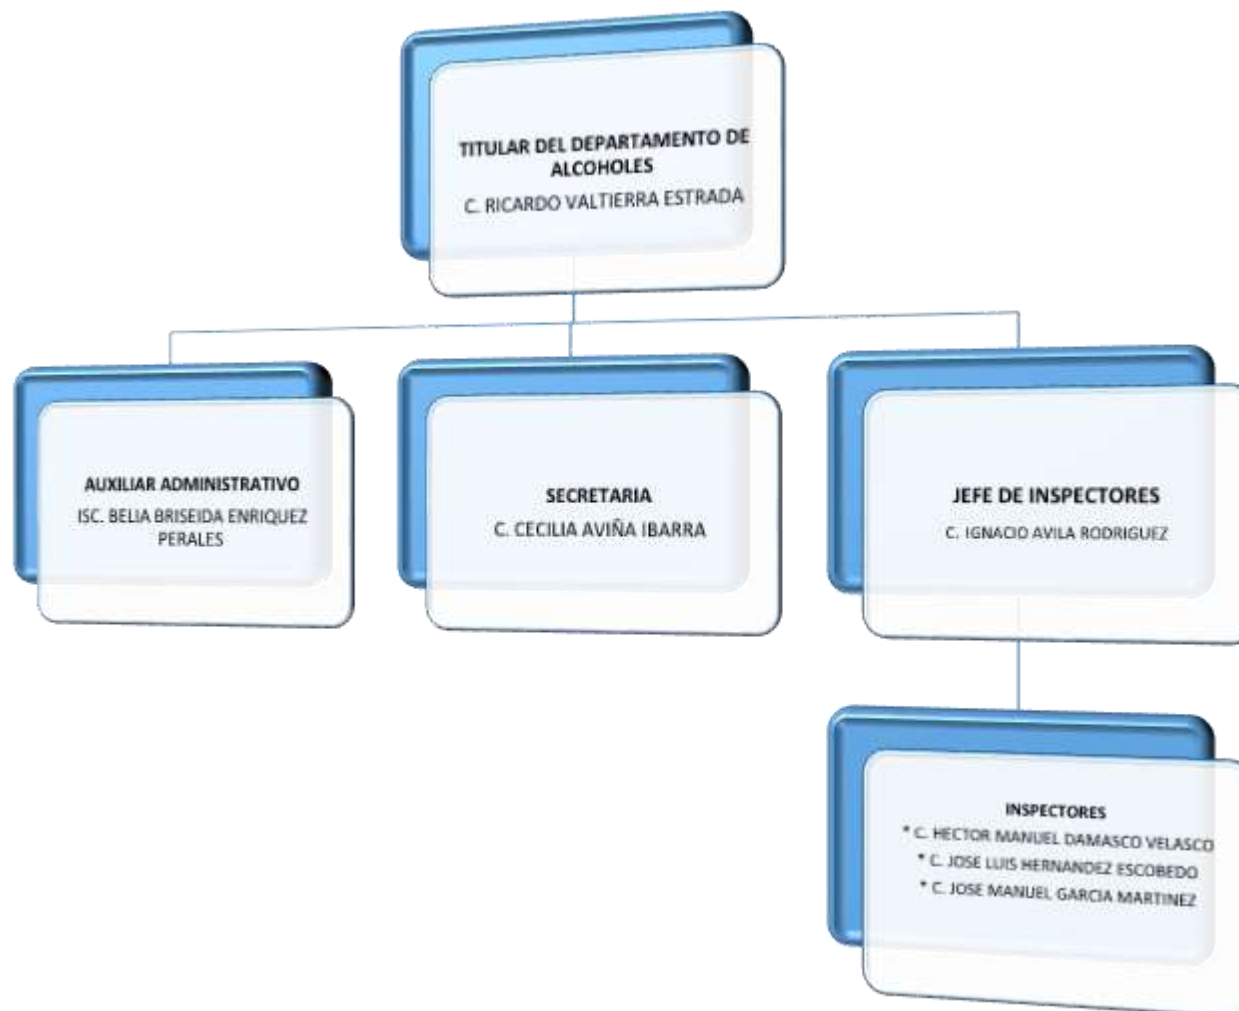 TITULAR DEL DEPARTAMENTO DE
ALCOHOLES
C. RICARDO VALTIERRA ESTRADA
AUXILIAR ADMINISTRATIVO
ISC. BELIA BRISEIDA ENRIQUEZ
PERALES
SECRETARIA
C. CECILIA AVIÑA IBARRA
JEFE DE INSPECTORES
C. IGNACIO AVILA RODRIGUEZ
INSPECTORES
* C. HECTOR MANUEL DAMASCO VELASCO
* C. JOSE LUIS HERNANDEZ ESCOBEDO
* C. JOSE MANUEL GARCIA MARTINEZ